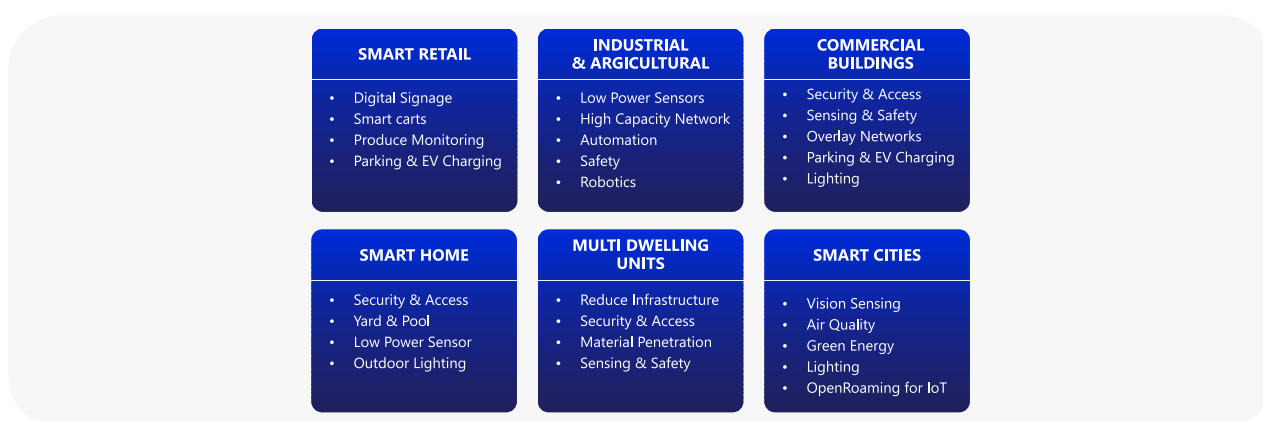 SMART RETAIL
• Digital Signage
• Smart carts
• Produce Monitoring
• Parking & EV Charging
INDUSTRIAL
& ARGICULTURAL
• Low Power Sensors
• High Capacity Network
• Automation
• Safety
• Robotics
COMMERCIAL
BUILDINGS
• Security & Access
• Sensing & Safety
• Overlay Networks
• Parking & EV Charging
• Lighting
SMART HOME
• Security & Access
• Yard & Pool
• Low Power Sensor
• Outdoor Lighting
MULTI DWELLING
UNITS
• Reduce Infrastructure
• Security & Access
• Material Penetration
• Sensing & Safety
SMART CITIES
• Vision Sensing
• Air Quality
• Green Energy
• Lighting
• OpenRoaming for IoT